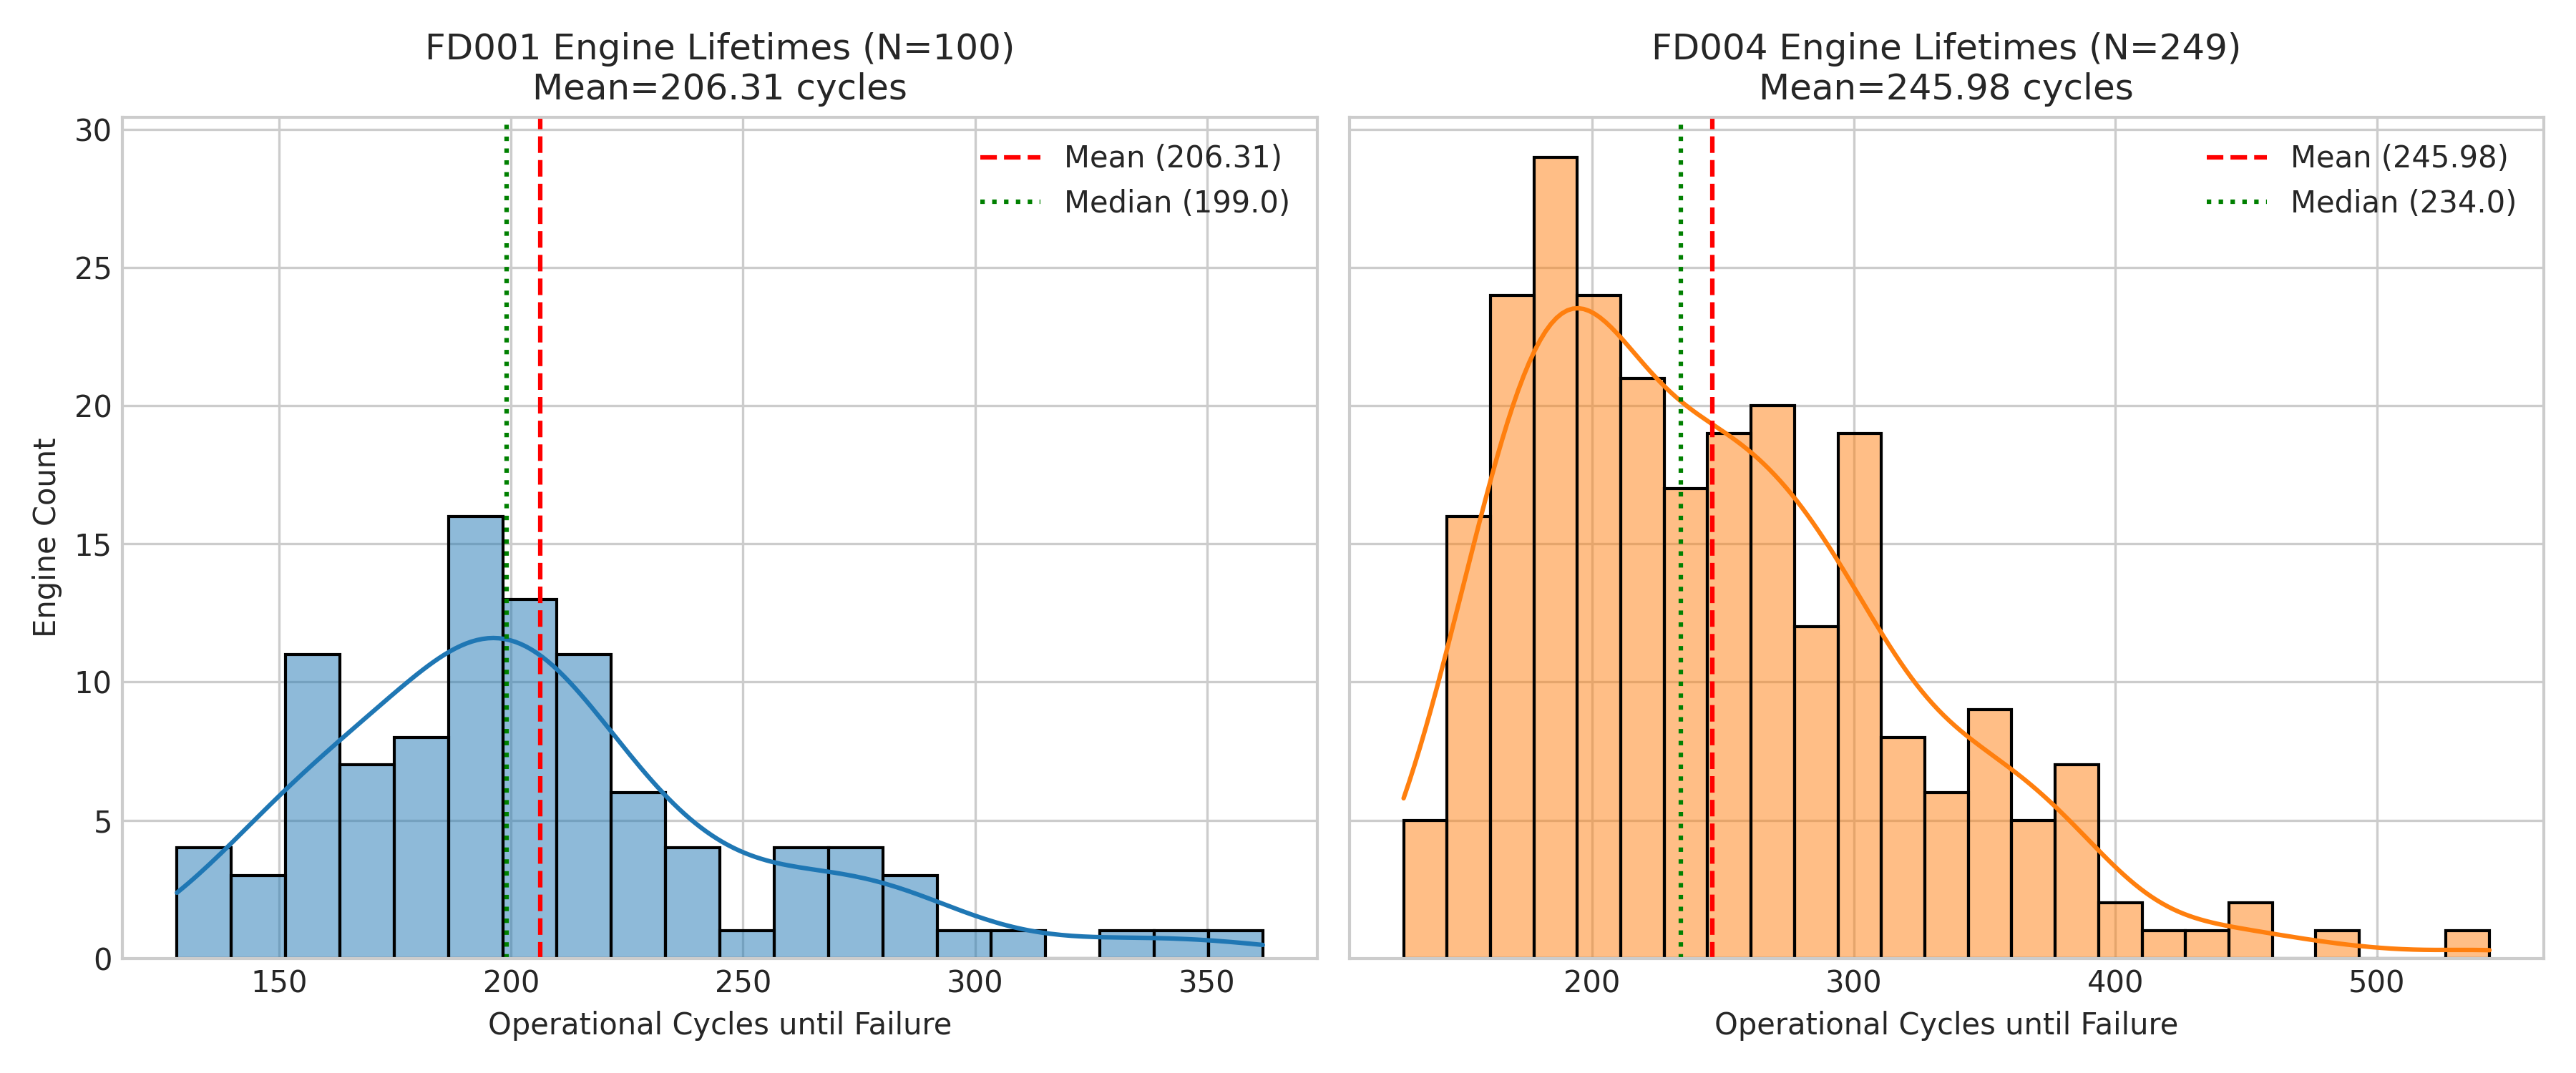 FD001 Engine Lifetimes (N=100)
Mean=206.31 cycles
Mean (206.31)
Median (199.0)
Engine Count
30
25
20
15
10
5
0
150
200
250
300
350
Operational Cycles until Failure
FD004 Engine Lifetimes (N=249)
Mean=245.98 cycles
Mean (245.98)
Median (234.0)
200
300
400
500
Operational Cycles until Failure